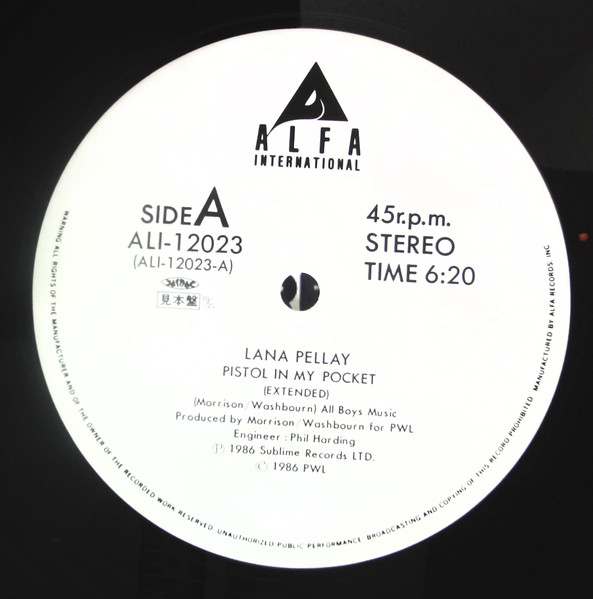 ALFA
INTERNATIONAL
SIDE A
ALI-12023
(ALI-12023-A)
JASRAC
見本盤
45r.p.m.
STEREO
TIME 6:20
LANA PELLAY
PISTOL IN MY POCKET
(EXTENDED)
(Morrison/Washbourn) All Boys Music
Produced by Morrison/Washbourn for PWL
Engineer : Phil Harding
Ⓟ 1986 Sublime Records LTD.
© 1986 PWL
WARNING ALL RIGHTS OF THE MANUFACTURER AND OF THE OWNER OF THE RECORDED WORK RESERVED. UNAUTHORIZED PUBLIC PERFORMANCE BROADCASTING AND COPYING OF THIS RECORD PROHIBITED. MANUFACTURED BY ALFA RECORDS, INC.